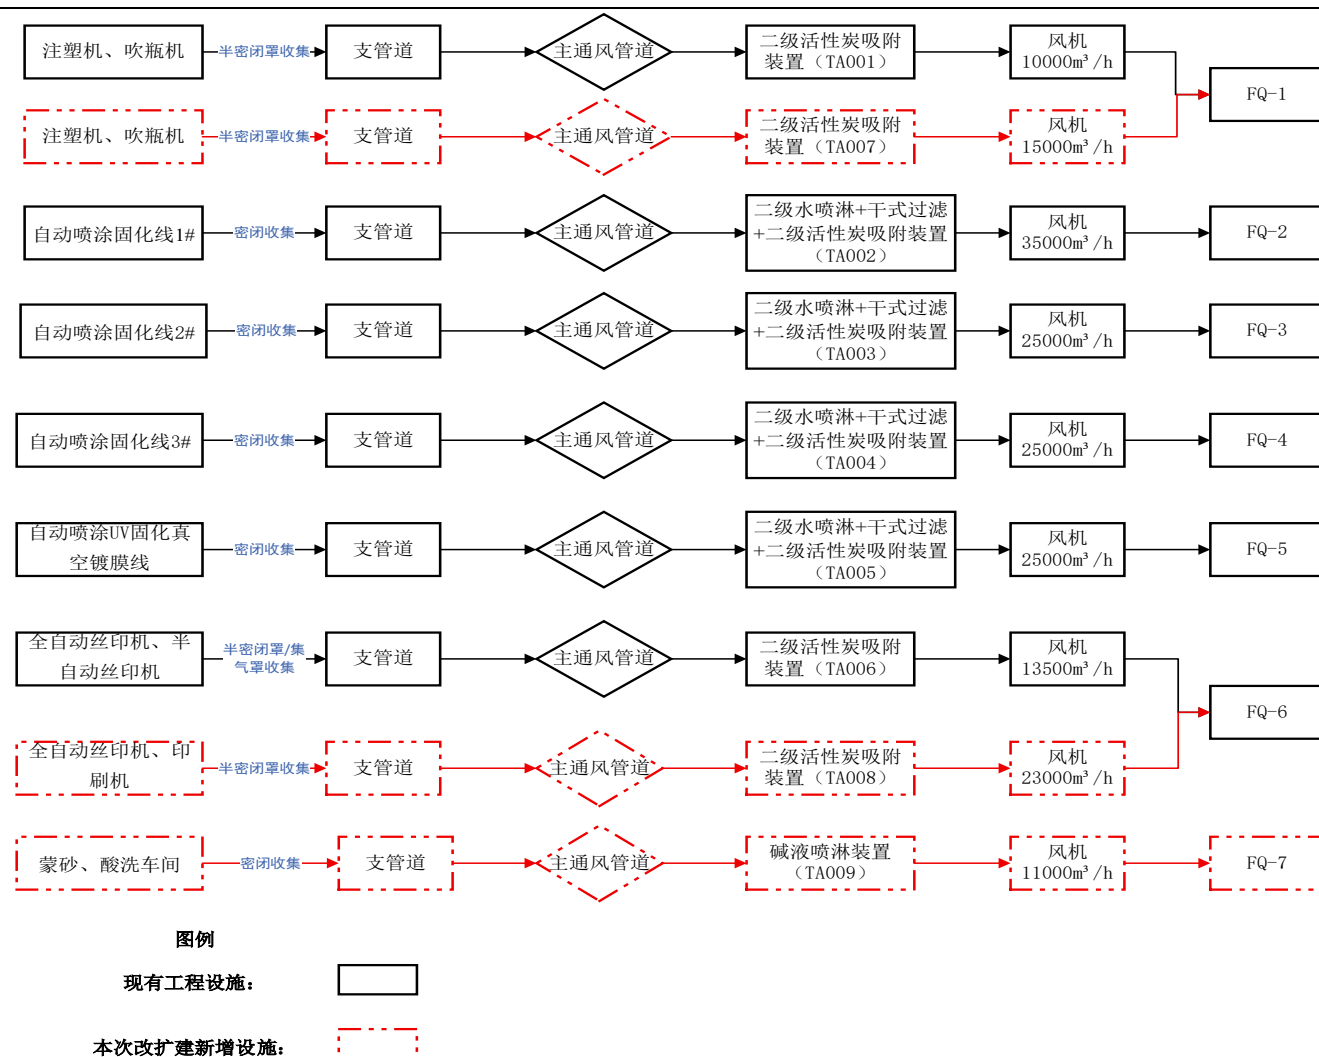 注塑机、吹瓶机
半密闭罩收集
支管道
主通风管道
二级活性炭吸附
装置（TA001）
风机
10000m³/h
FQ-1
注塑机、吹瓶机
半密闭罩收集
支管道
主通风管道
二级活性炭吸附
装置（TA007）
风机
15000m³/h
自动喷涂固化线1#
密闭收集
支管道
主通风管道
二级水喷淋+干式过滤
+二级活性炭吸附装置
（TA002）
风机
35000m³/h
FQ-2
自动喷涂固化线2#
密闭收集
支管道
主通风管道
二级水喷淋+干式过滤
+二级活性炭吸附装置
（TA003）
风机
25000m³/h
FQ-3
自动喷涂固化线3#
密闭收集
支管道
主通风管道
二级水喷淋+干式过滤
+二级活性炭吸附装置
（TA004）
风机
25000m³/h
FQ-4
自动喷涂UV固化真
空镀膜线
密闭收集
支管道
主通风管道
二级水喷淋+干式过滤
+二级活性炭吸附装置
（TA005）
风机
25000m³/h
FQ-5
全自动丝印机、半
自动丝印机
半密闭罩/集
气罩收集
支管道
主通风管道
二级活性炭吸附
装置（TA006）
风机
13500m³/h
FQ-6
全自动丝印机、印
刷机
半密闭罩收集
支管道
主通风管道
二级活性炭吸附
装置（TA008）
风机
23000m³/h
蒙砂、酸洗车间
密闭收集
支管道
主通风管道
碱液喷淋装置
（TA009）
风机
11000m³/h
FQ-7
图例
现有工程设施：
本次改扩建新增设施：